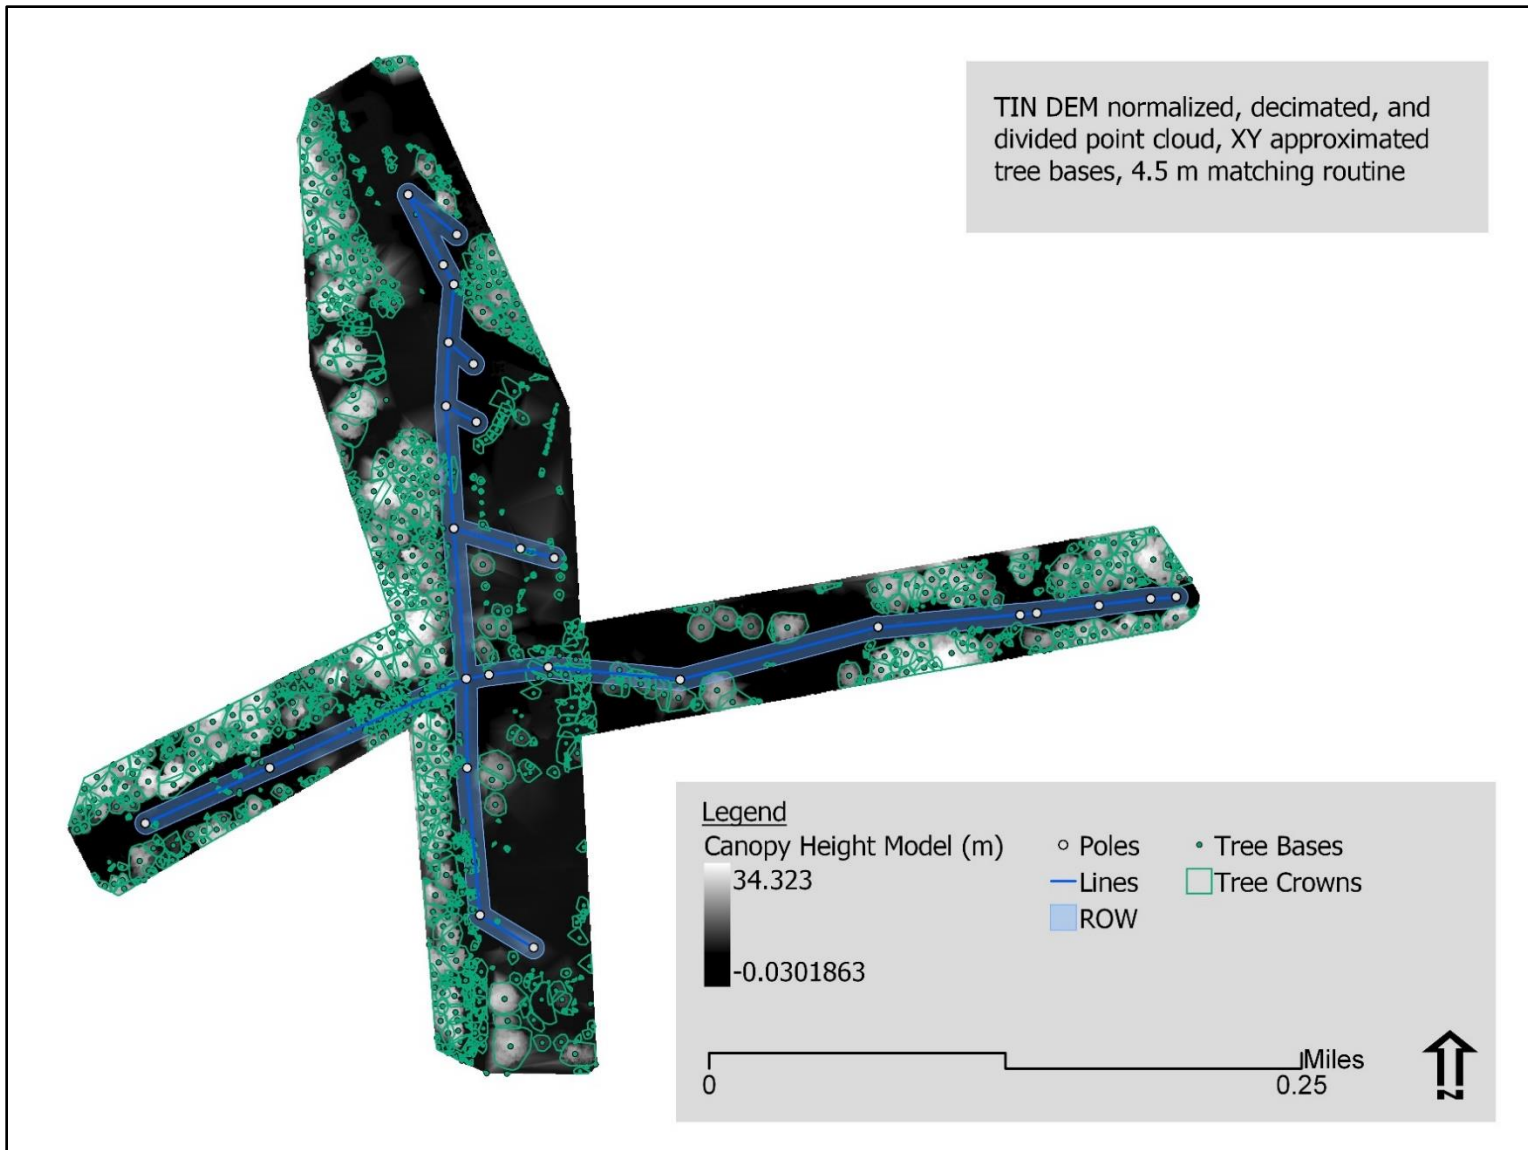 TIN DEM normalized, decimated, and
divided point cloud, XY approximated
tree bases, 4.5 m matching routine
Legend
Canopy Height Model (m)
34.323
-0.0301863
Poles
Lines
ROW
Tree Bases
Tree Crowns
Miles
0
0.25
N